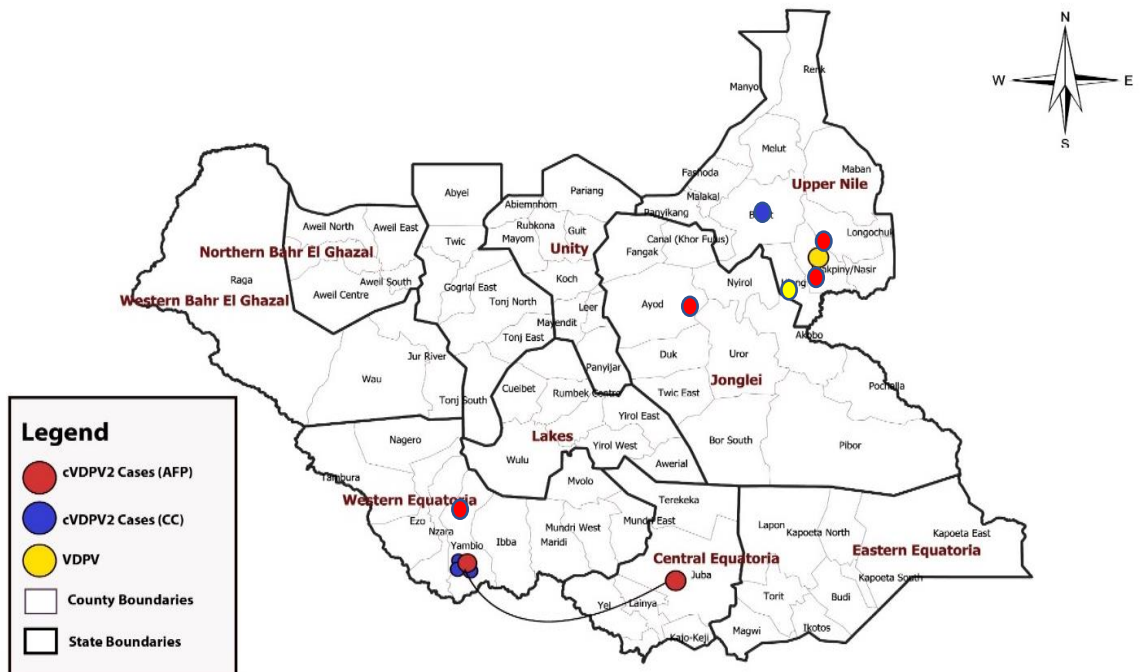 N
W E
S
Renk
Manyo
Melut
Maban
Fashoda
Upper Nile
Malakal
Panyikang
Longochuk
Abyei
Pariang
Abiemnhom
Rubkona
Mayom
Guit
Unity
Canal (Khor Fulus)
Fangak
Aweil North
Aweil East
Northern Bahr El Ghazal
Twic
Raga
Aweil South
Aweil Centre
Western Bahr El Ghazal
Gogrial East
Tonj North
Koch
Leer
Mayendit
Nyirol
Ayod
Akobo
Tonj East
Jur River
Wau
Duk
Uror
Panyijar
Jonglei
Pochalla
Cueibet
Rumbek Centre
Twic East
Tonj South
Yirol East
Lakes
Yirol West
Bor South
Pibor
Nagero
Wulu
Awerial
Tambura
Mvolo
Western Equatoria
Terekeka
Ezo
Nzara
Yambio
Ibba
Mundri West
Maridi
Mundri East
Lapon
Kapoeta North
Kapoeta East
Central Equatoria
Eastern Equatoria
Juba
Kapoeta South
Yei
Lainya
Torit
Budi
Kajo-Keji
Magwi
Ikotos
Legend
cVDPV2 Cases (AFP)
cVDPV2 Cases (CC)
VDPV
County Boundaries
State Boundaries